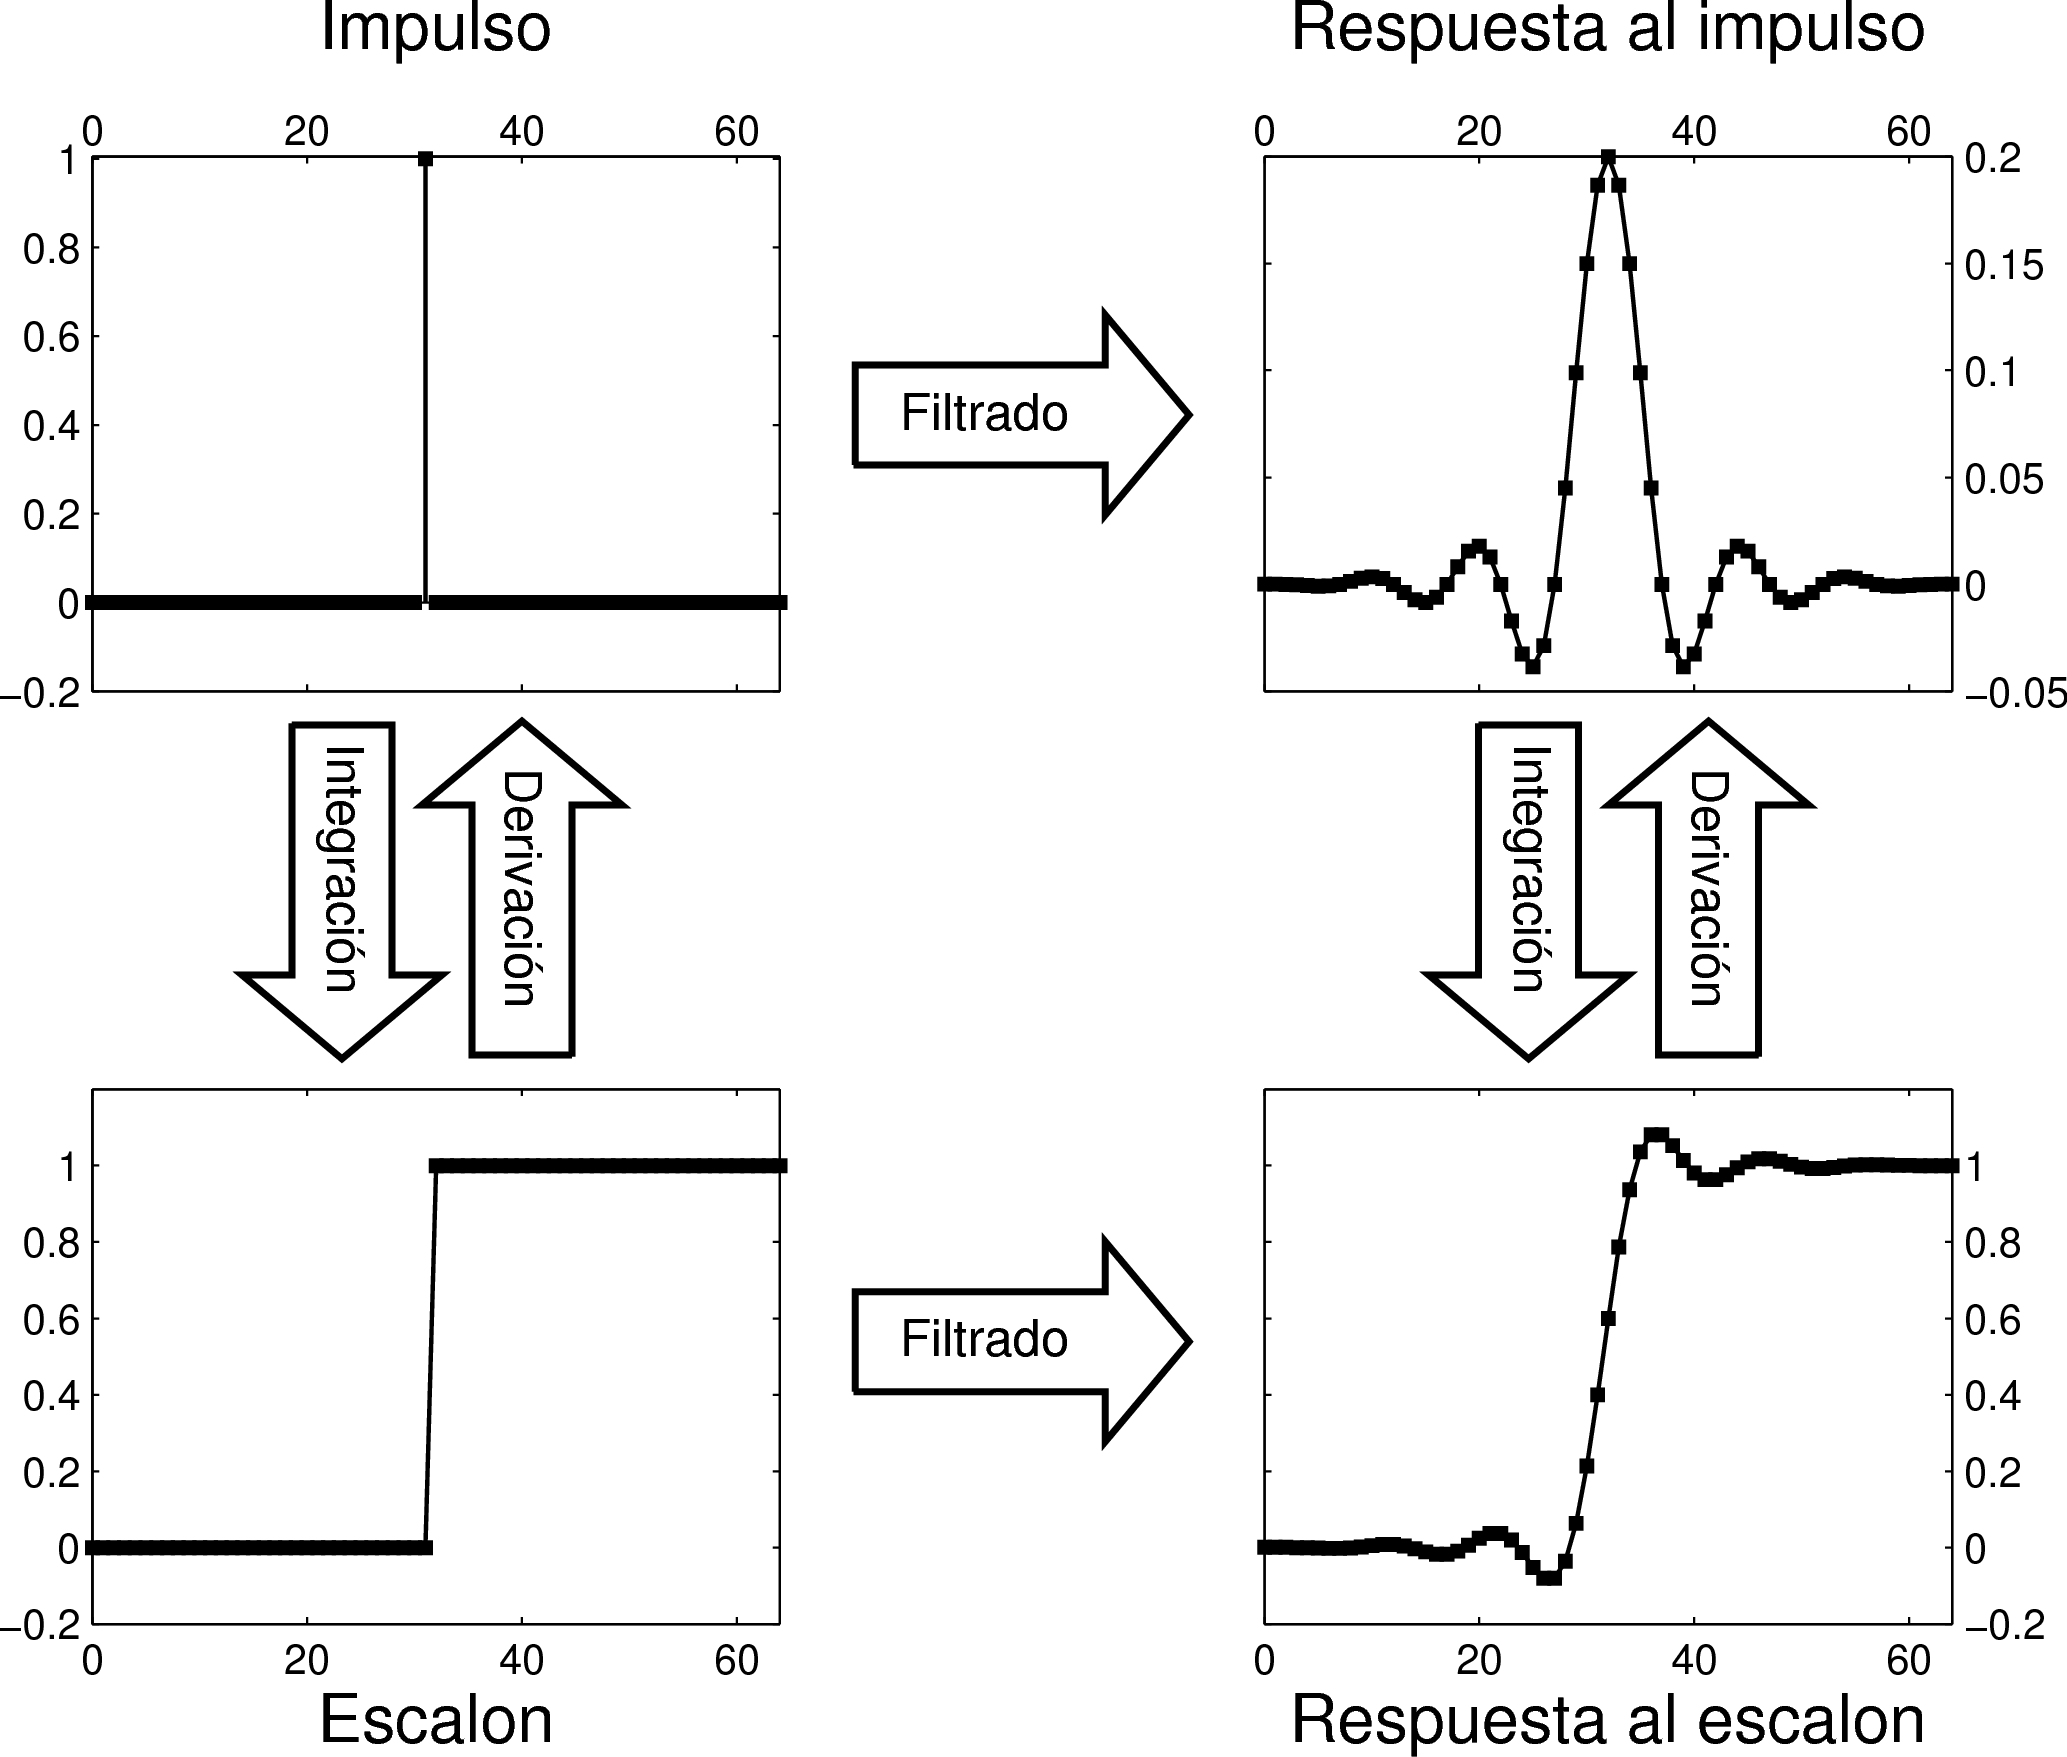 Impulso
Respuesta al impulso
0 20 40 60
0 20 40 60
1
0.8
0.6
0.4
0.2
0
−0.2
Filtrado
0.2
0.15
0.1
0.05
0
−0.05
Integración
Derivación
Integración
Derivación
1
0.8
0.6
0.4
0.2
0
−0.2
Filtrado
1
0.8
0.6
0.4
0.2
0
−0.2
0 20 40 60
0 20 40 60
Escalon
Respuesta al escalon